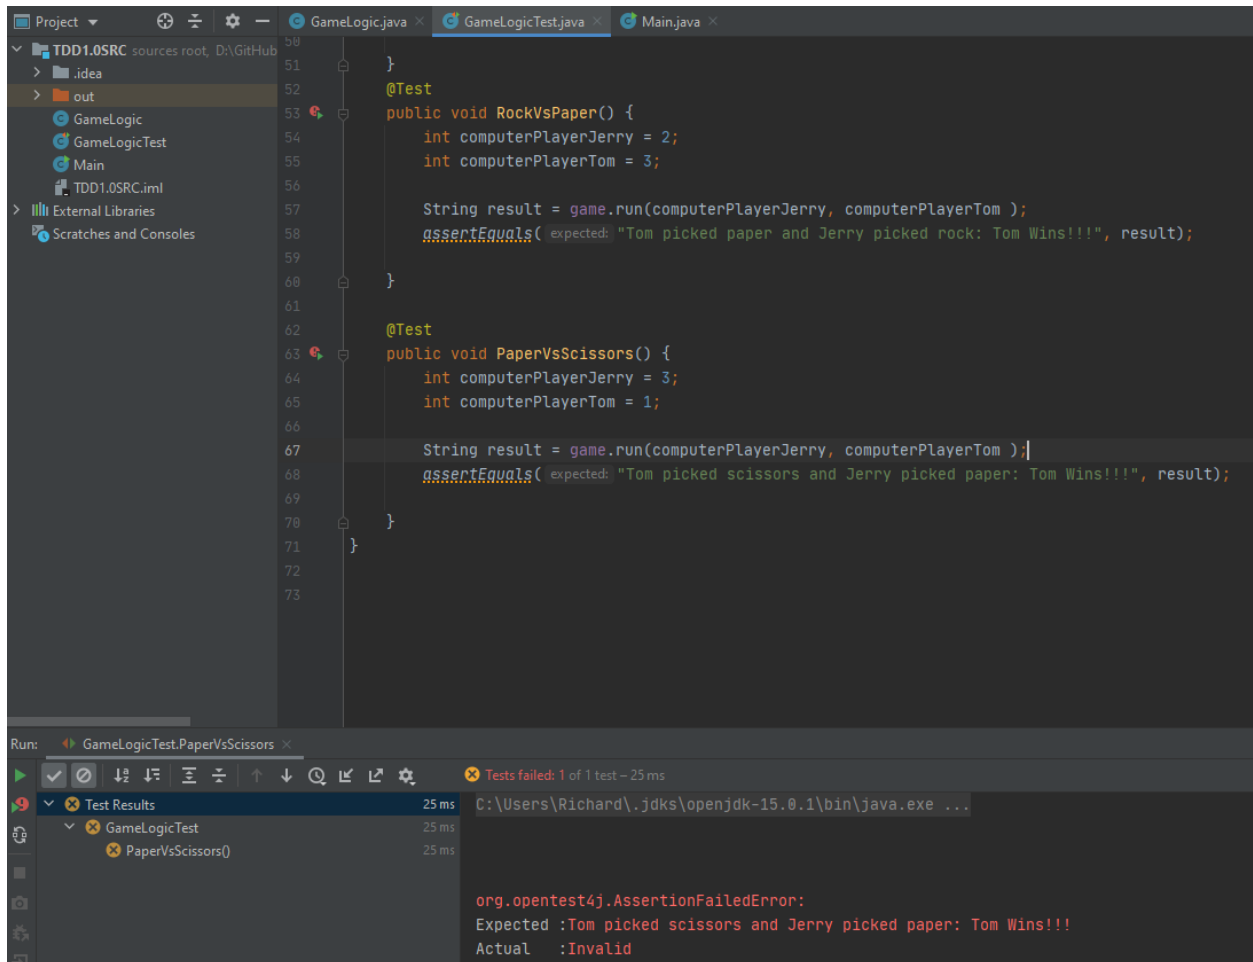 Project
GameLogic.java
GameLogicTest.java
Main.java
TDD1.0SRC sources root, D:\GitHub
.idea
out
GameLogic
GameLogicTest
Main
TDD1.0SRC.iml
External Libraries
Scratches and Consoles
50
51 }
52 @Test
53 public void RockVsPaper() {
54 int computerPlayerJerry = 2;
55 int computerPlayerTom = 3;
56
57 String result = game.run(computerPlayerJerry, computerPlayerTom );
58 assertEquals( expected: "Tom picked paper and Jerry picked rock: Tom Wins!!!", result);
59
60 }
61
62 @Test
63 public void PaperVsScissors() {
64 int computerPlayerJerry = 3;
65 int computerPlayerTom = 1;
66
67 String result = game.run(computerPlayerJerry, computerPlayerTom );
68 assertEquals( expected: "Tom picked scissors and Jerry picked paper: Tom Wins!!!", result);
69
70 }
71 }
72
73
Run: GameLogicTest.PaperVsScissors
Tests failed: 1 of 1 test – 25 ms
Test Results 25 ms
GameLogicTest 25 ms
PaperVsScissors() 25 ms
C:\Users\Richard\.jdks\openjdk-15.0.1\bin\java.exe ...
org.opentest4j.AssertionFailedError:
Expected :Tom picked scissors and Jerry picked paper: Tom Wins!!!
Actual :Invalid